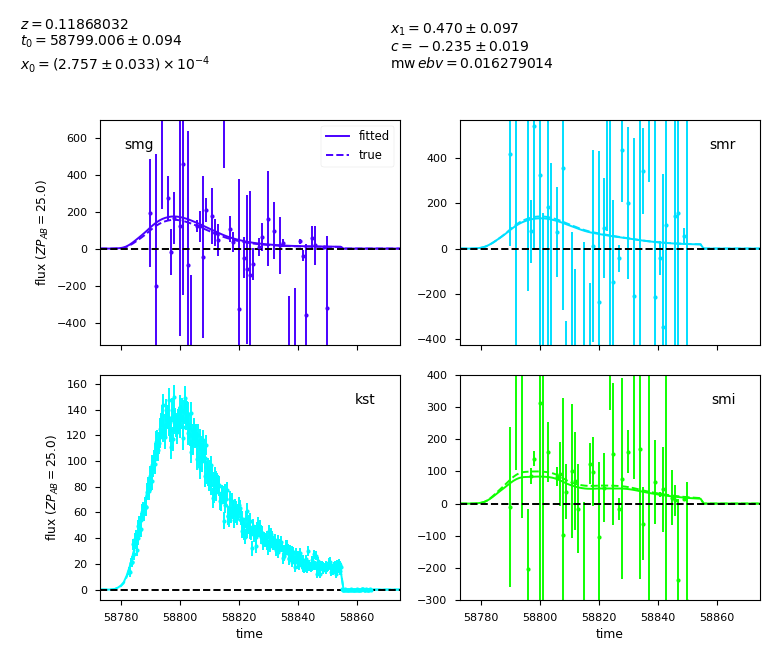 z = 0.11868032
t₀ = 58799.006 ± 0.094
x₀ = (2.757 ± 0.033) × 10⁻⁴
x₁ = 0.470 ± 0.097
c = −0.235 ± 0.019
mw ebv = 0.016279014
smg
fitted
true
600
400
200
0
−200
−400
flux (ZP_AB = 25.0)
smr
400
200
0
−200
−400
kst
160
140
120
100
80
60
40
20
0
flux (ZP_AB = 25.0)
58780 58800 58820 58840 58860
time
smi
400
300
200
100
0
−100
−200
−300
58780 58800 58820 58840 58860
time